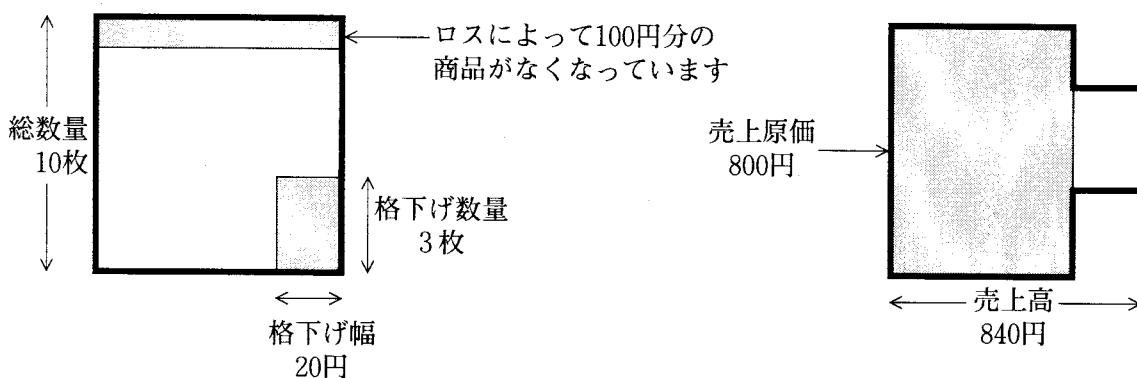 ロスによって100円分の
商品がなくなっています
総数量
10枚
格下げ数量
3枚
格下げ幅
20円
売上原価
800円
売上高
840円